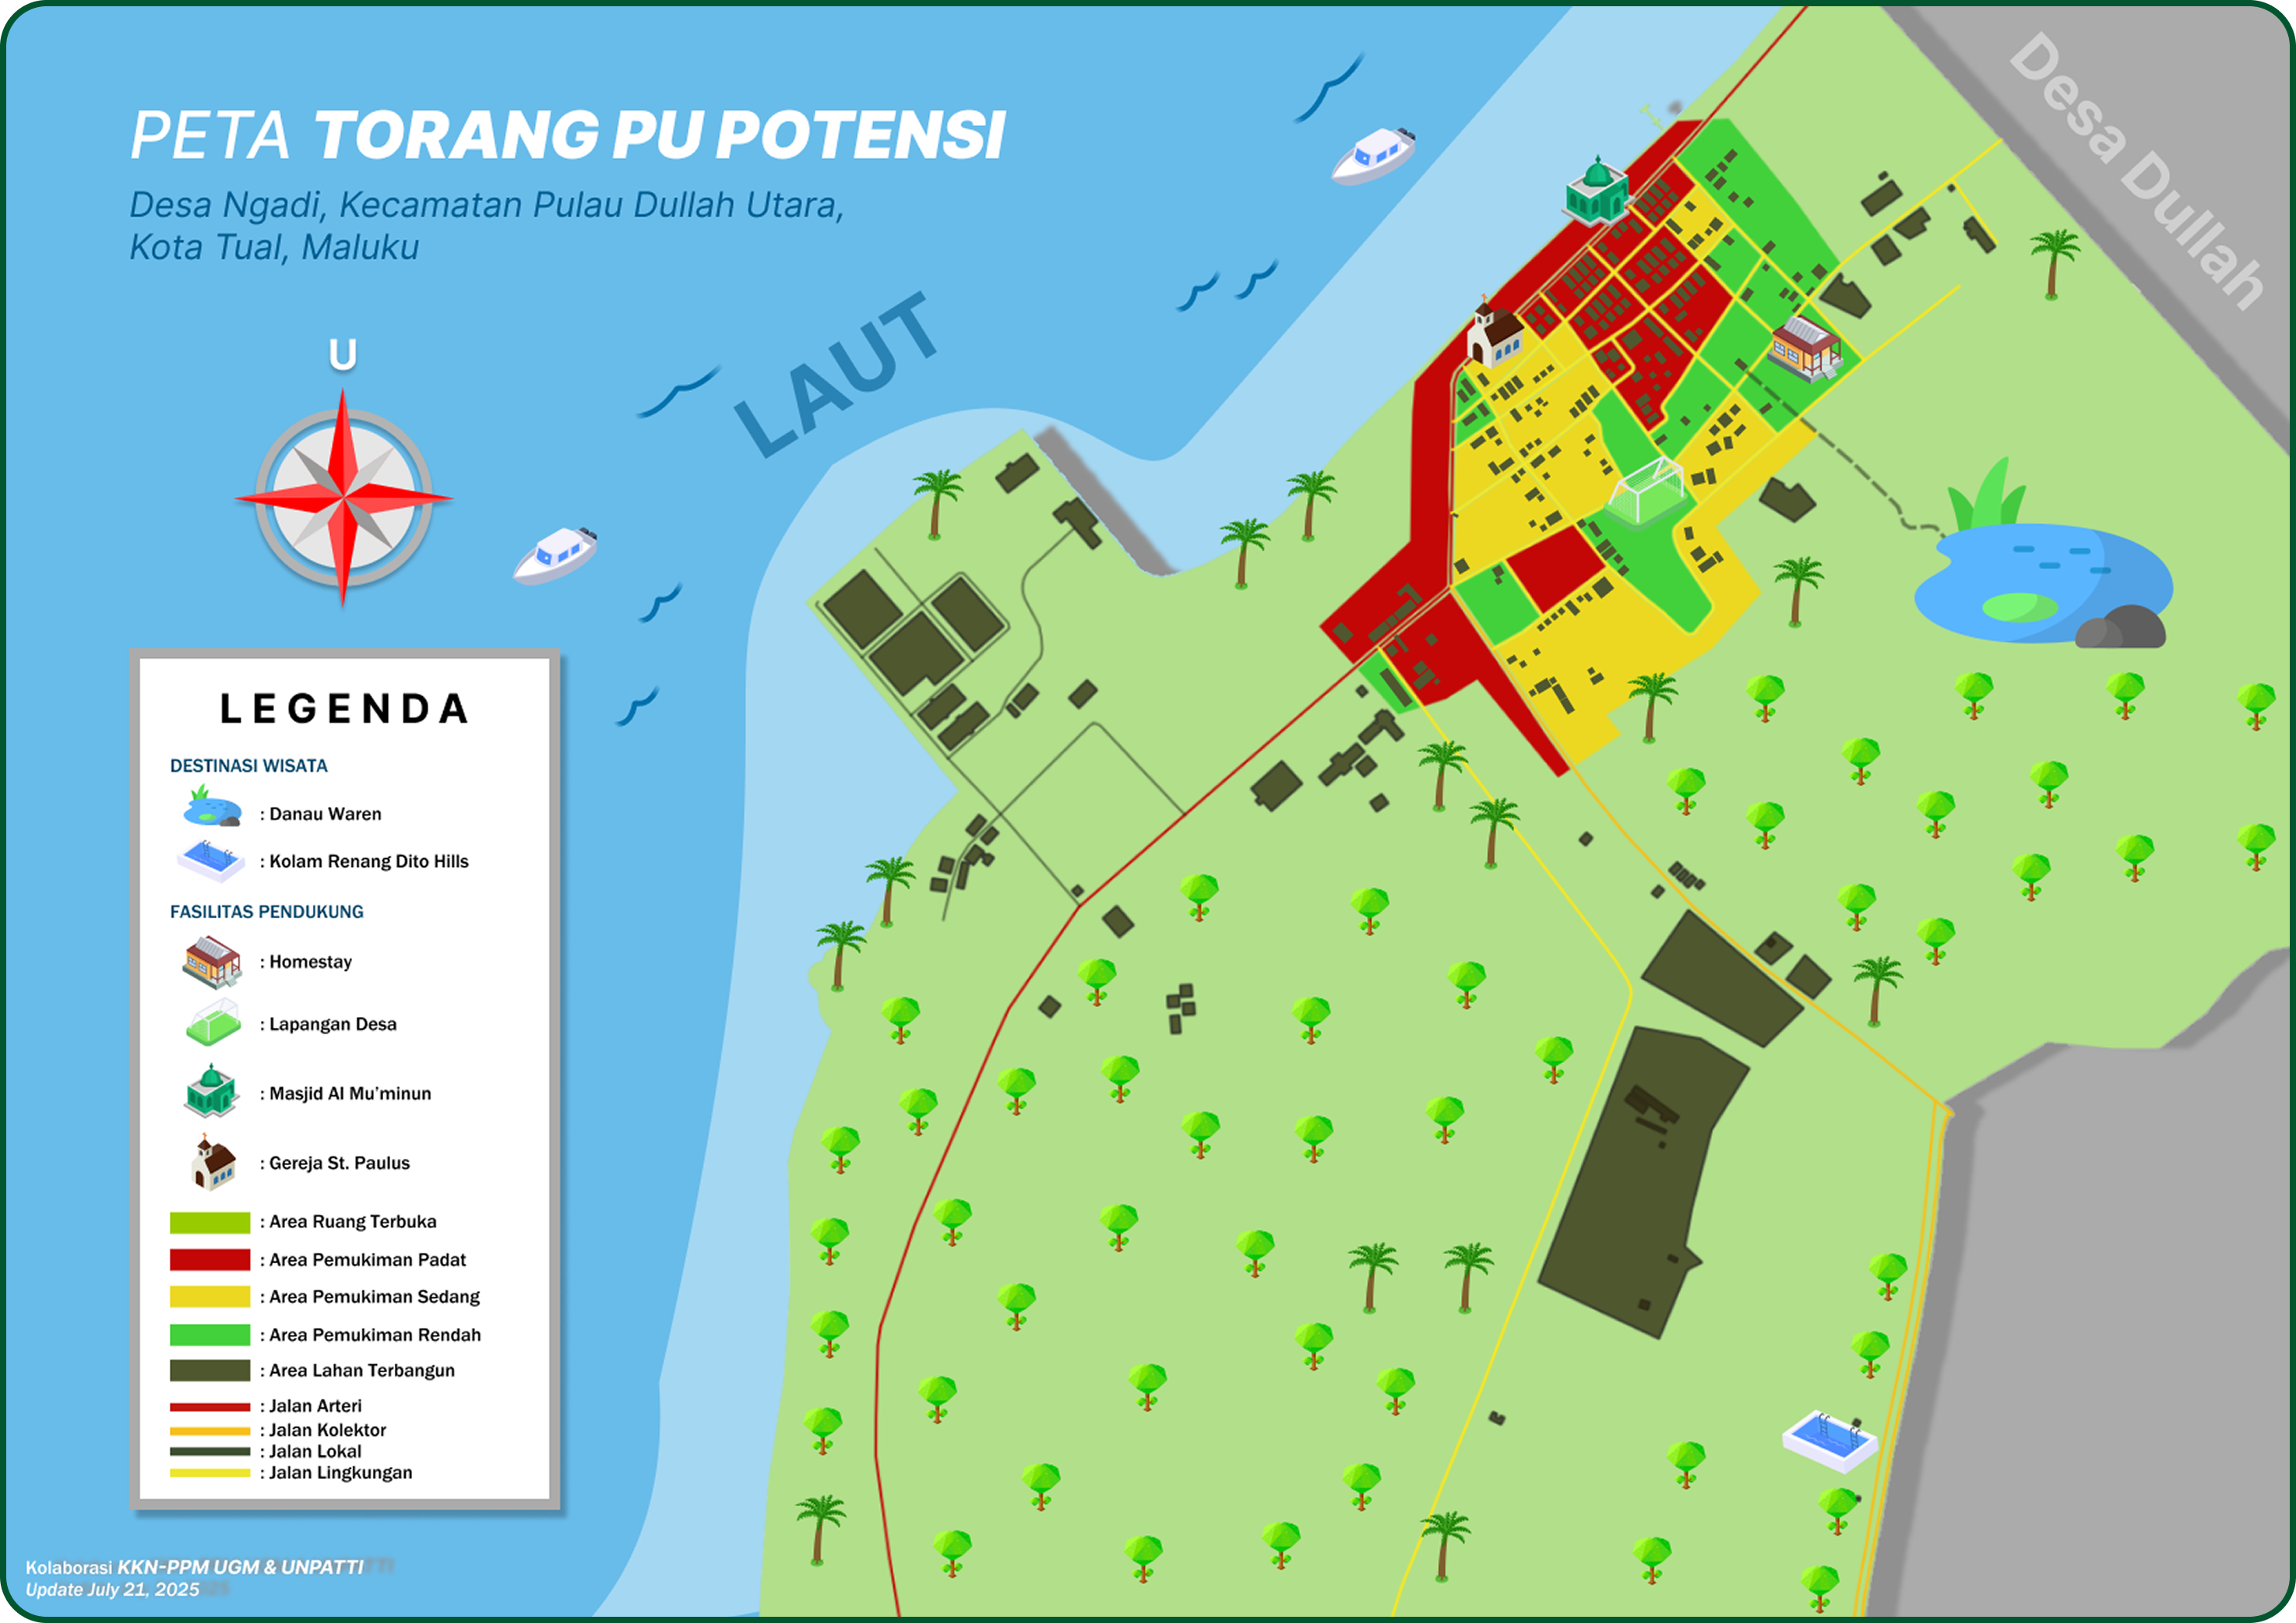 PETA TORANG PU POTENSI
Desa Ngadi, Kecamatan Pulau Dullah Utara,
Kota Tual, Maluku
U
LAUT
Desa Dullah
LEGENDA
DESTINASI WISATA
: Danau Waren
: Kolam Renang Dito Hills
FASILITAS PENDUKUNG
: Homestay
: Lapangan Desa
: Masjid Al Mu’minun
: Gereja St. Paulus
: Area Ruang Terbuka
: Area Pemukiman Padat
: Area Pemukiman Sedang
: Area Pemukiman Rendah
: Area Lahan Terbangun
: Jalan Arteri
: Jalan Kolektor
: Jalan Lokal
: Jalan Lingkungan
Kolaborasi KKN-PPM UGM & UNPATTI
Update July 21, 2025